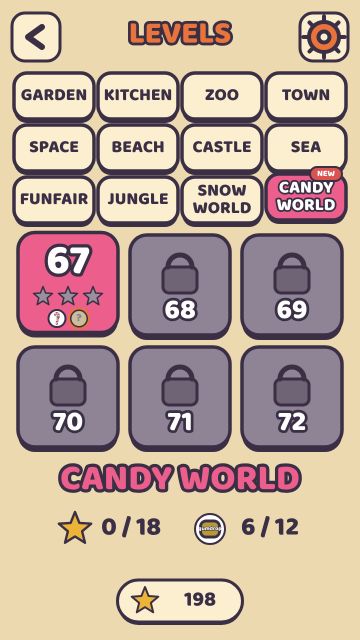 LEVELS
GARDEN KITCHEN ZOO TOWN
SPACE BEACH CASTLE SEA
NEW
FUNFAIR JUNGLE SNOW WORLD CANDY WORLD
67 68 69
70 71 72
CANDY WORLD
0 / 18 6 / 12
198